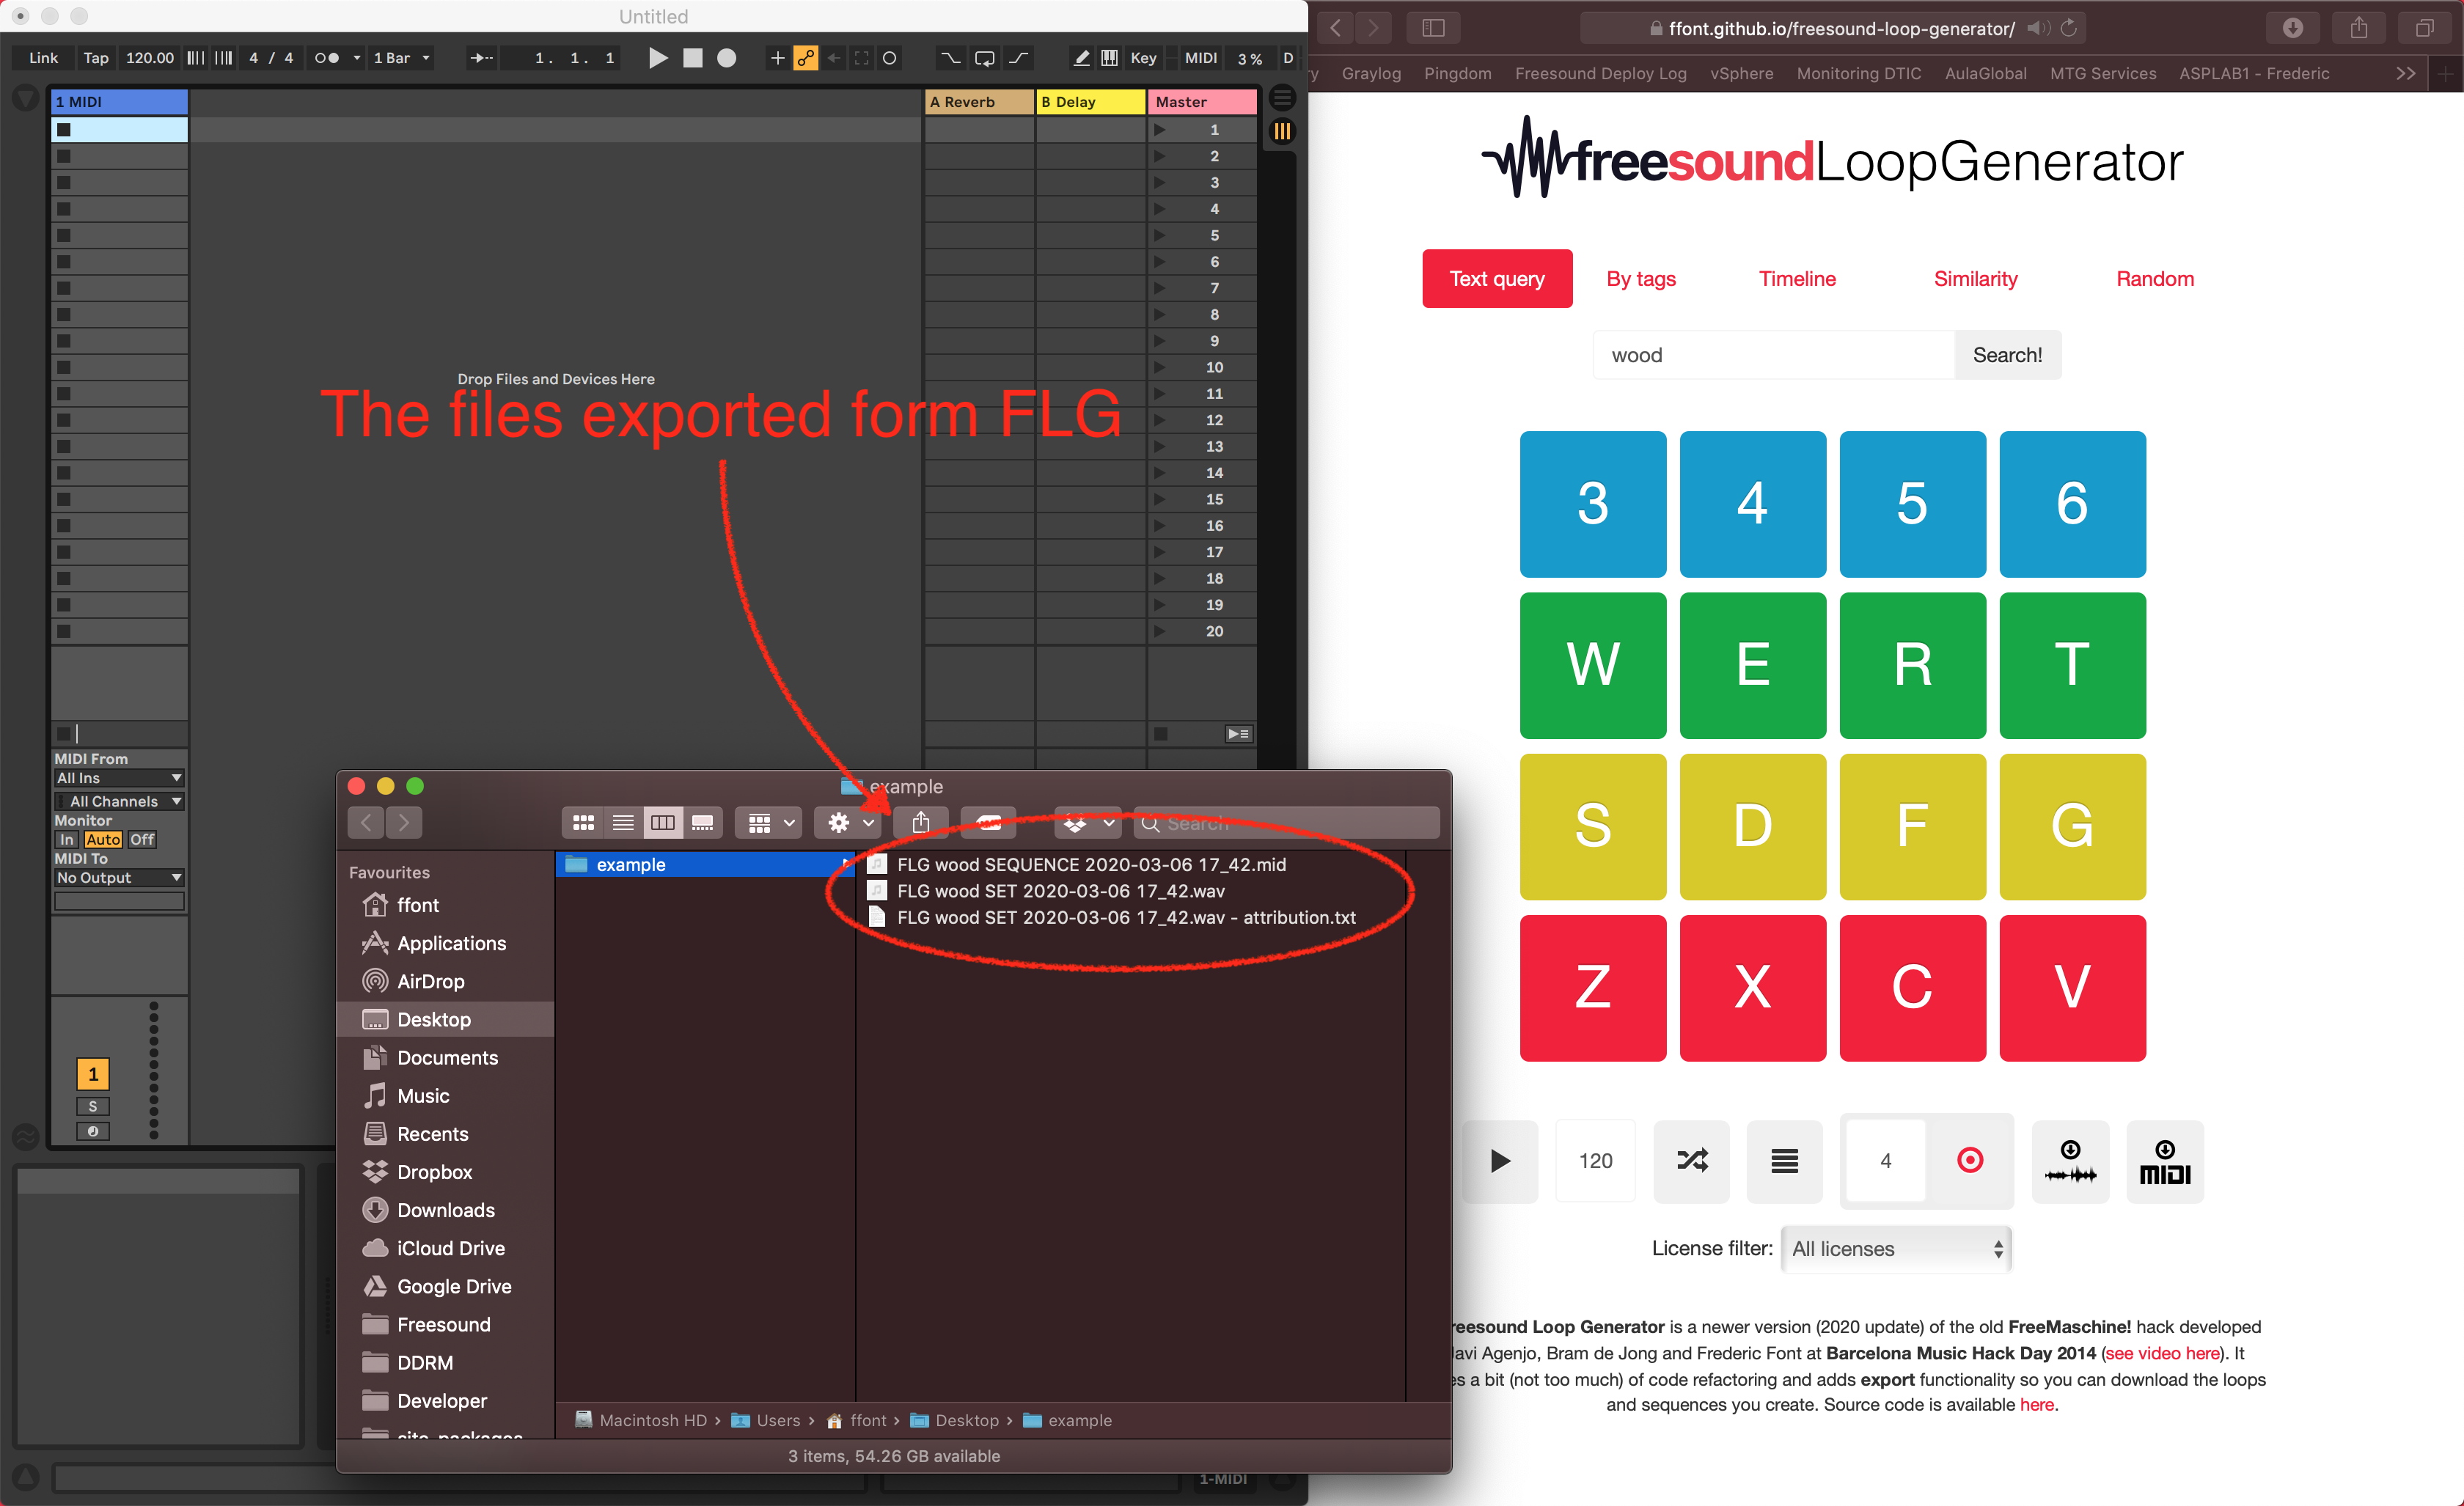 Untitled
Link Tap 120.00 4 / 4 1 Bar 1. 1. 1 Key MIDI 3 % D
1 MIDI
A Reverb
B Delay
Master
1
2
3
4
5
6
7
8
9
10
11
12
13
14
15
16
17
18
19
20
Drop Files and Devices Here
The files exported form FLG
MIDI From
All Ins
All Channels
Monitor
In Auto Off
MIDI To
No Output
1
S
1-MIDI
example
Search
Favourites
ffont
Applications
AirDrop
Desktop
Documents
Music
Recents
Dropbox
Downloads
iCloud Drive
Google Drive
Freesound
DDRM
Developer
site-packages
example
FLG wood SEQUENCE 2020-03-06 17_42.mid
FLG wood SET 2020-03-06 17_42.wav
FLG wood SET 2020-03-06 17_42.wav - attribution.txt
Macintosh HD › Users › ffont › Desktop › example
3 items, 54.26 GB available
ffont.github.io/freesound-loop-generator/
y Graylog Pingdom Freesound Deploy Log vSphere Monitoring DTIC AulaGlobal MTG Services ASPLAB1 - Frederic
freesoundLoopGenerator
Text query By tags Timeline Similarity Random
wood Search!
3 4 5 6
W E R T
S D F G
Z X C V
120 4 MIDI
License filter: All licenses
reesound Loop Generator is a newer version (2020 update) of the old FreeMaschine! hack developed
Javi Agenjo, Bram de Jong and Frederic Font at Barcelona Music Hack Day 2014 (see video here). It
es a bit (not too much) of code refactoring and adds export functionality so you can download the loops
and sequences you create. Source code is available here.